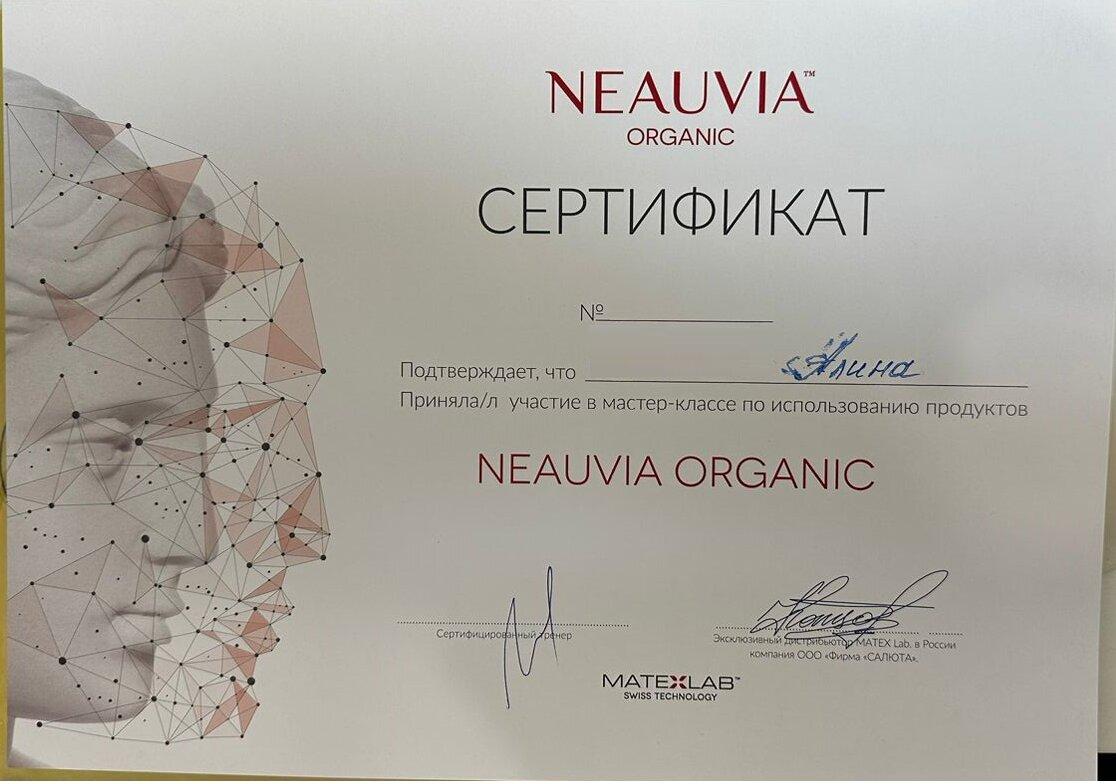 NEAUVIA™
ORGANIC
СЕРТИФИКАТ
№
Подтверждает, что Алина
Приняла/л участие в мастер-классе по использованию продуктов
NEAUVIA ORGANIC
Сертифицированный тренер
Эксклюзивный дистрибьютор MATEX Lab. в России
компания ООО «Фирма «САЛЮТА».
MATEXLAB™
SWISS TECHNOLOGY